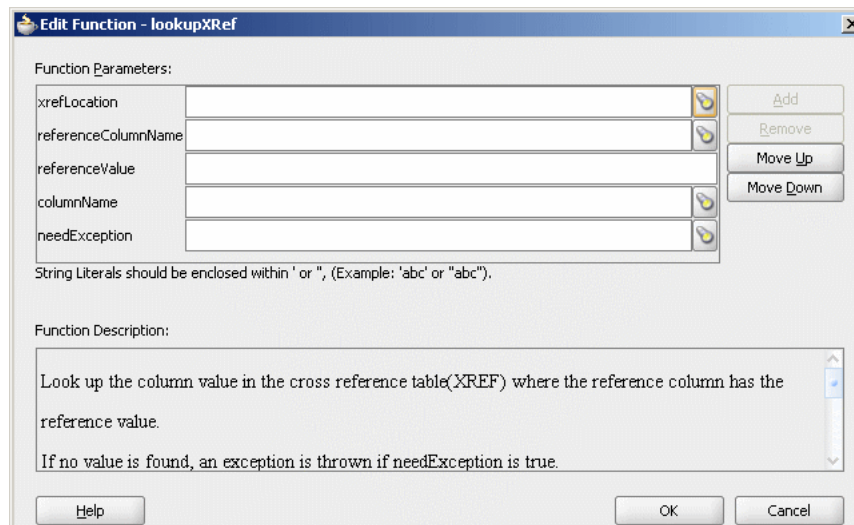 Edit Function - lookupXRef
Function Parameters:
xrefLocation
Add
referenceColumnName
Remove
referenceValue
Move Up
columnName
Move Down
needException
String Literals should be enclosed within ' or ", (Example: 'abc' or "abc").
Function Description:
Look up the column value in the cross reference table(XREF) where the reference column has the
reference value.
If no value is found, an exception is thrown if needException is true.
Help
OK
Cancel